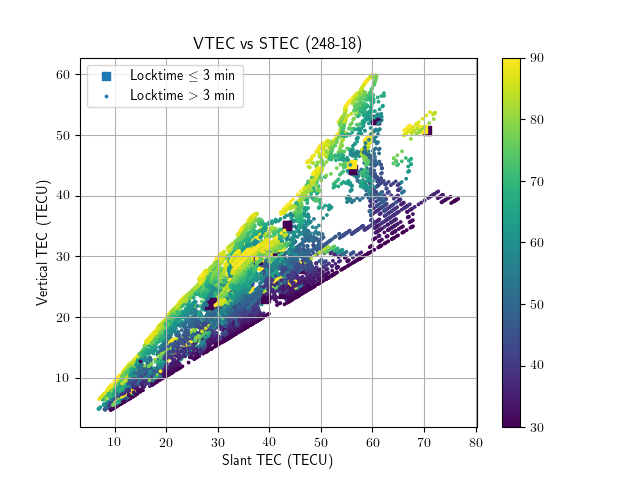 VTEC vs STEC (248-18)
Locktime ≤ 3 min
Locktime > 3 min
60
50
40
30
20
10
Vertical TEC (TECU)
10 20 30 40 50 60 70 80
Slant TEC (TECU)
90
80
70
60
50
40
30